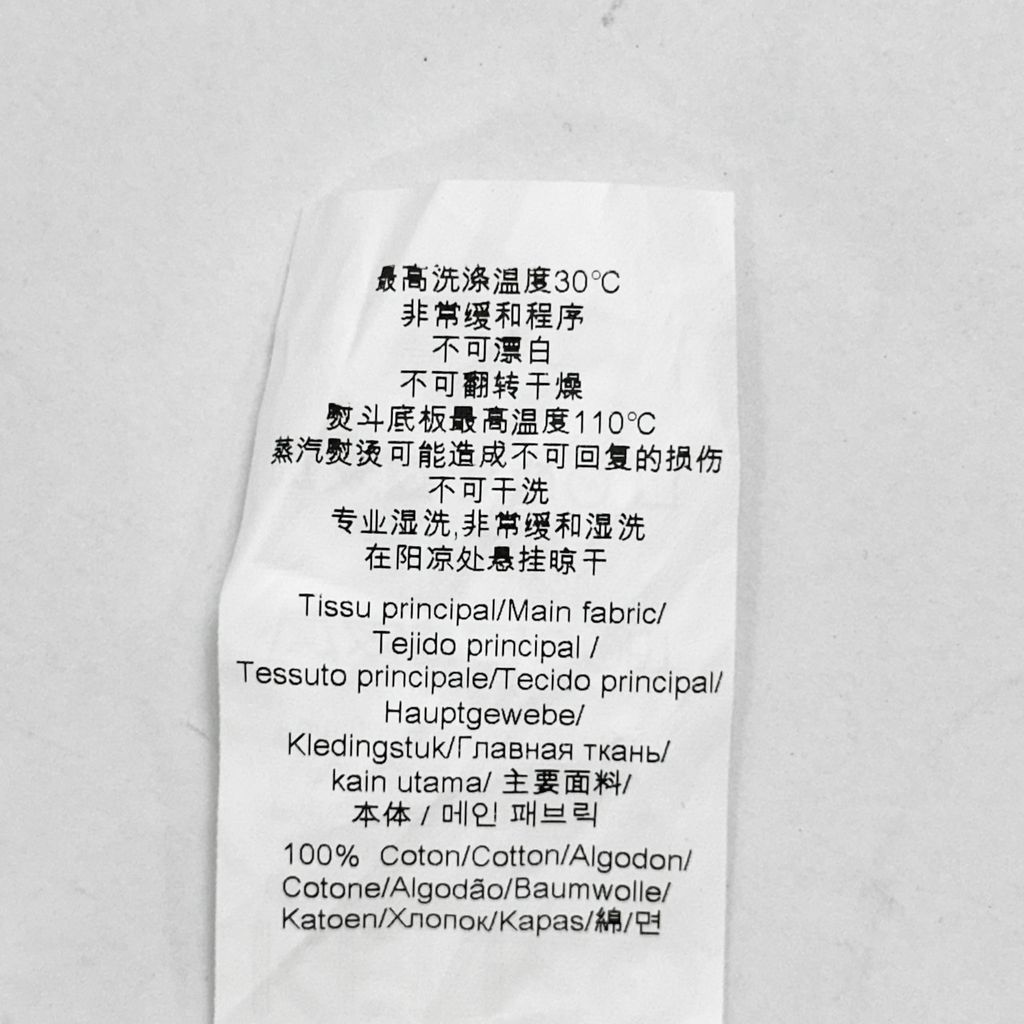 最高洗涤温度30°C
非常缓和程序
不可漂白
不可翻转干燥
熨斗底板最高温度110°C
蒸汽熨烫可能造成不可回复的损伤
不可干洗
专业湿洗,非常缓和湿洗
在阳凉处悬挂晾干
Tissu principal/Main fabric/
Tejido principal /
Tessuto principale/Tecido principal/
Hauptgewebe/
Kledingstuk/Главная ткань/
kain utama/ 主要面料/
本体 / 메인 패브릭
100% Coton/Cotton/Algodon/
Cotone/Algodão/Baumwolle/
Katoen/Хлопок/Kapas/綿/면